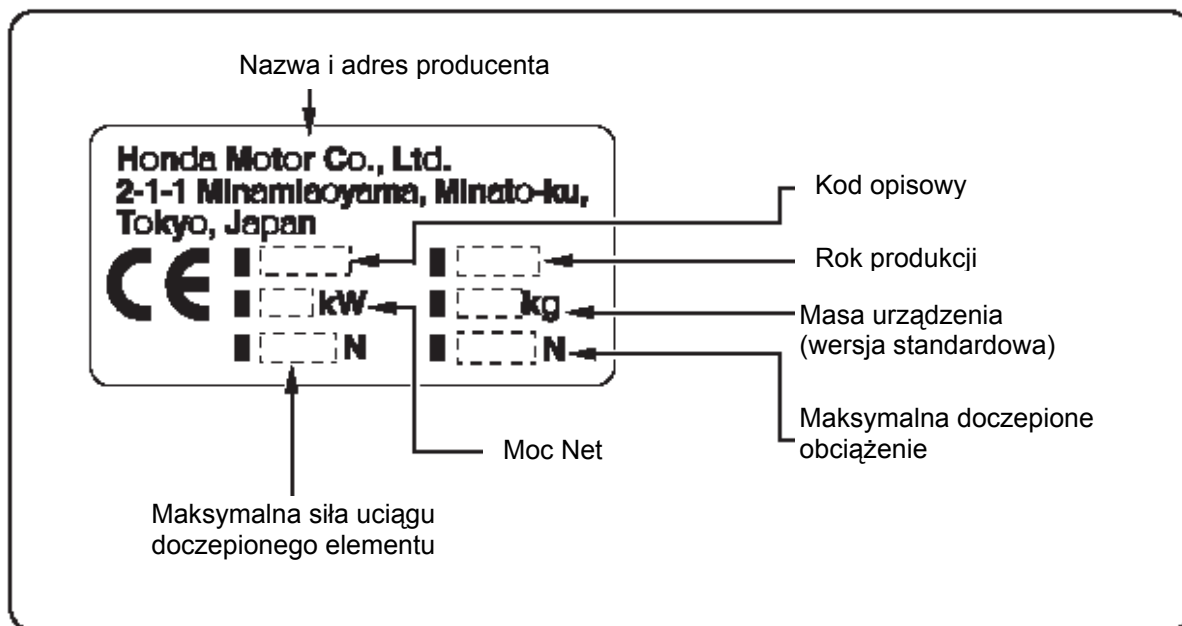 Nazwa i adres producenta
Honda Motor Co., Ltd.
2-1-1 Minamiaoyama, Minato-ku,
Tokyo, Japan
CE
kW
kg
N
N
Kod opisowy
Rok produkcji
Masa urządzenia
(wersja standardowa)
Maksymalna doczepione
obciążenie
Moc Net
Maksymalna siła uciągu
doczepionego elementu